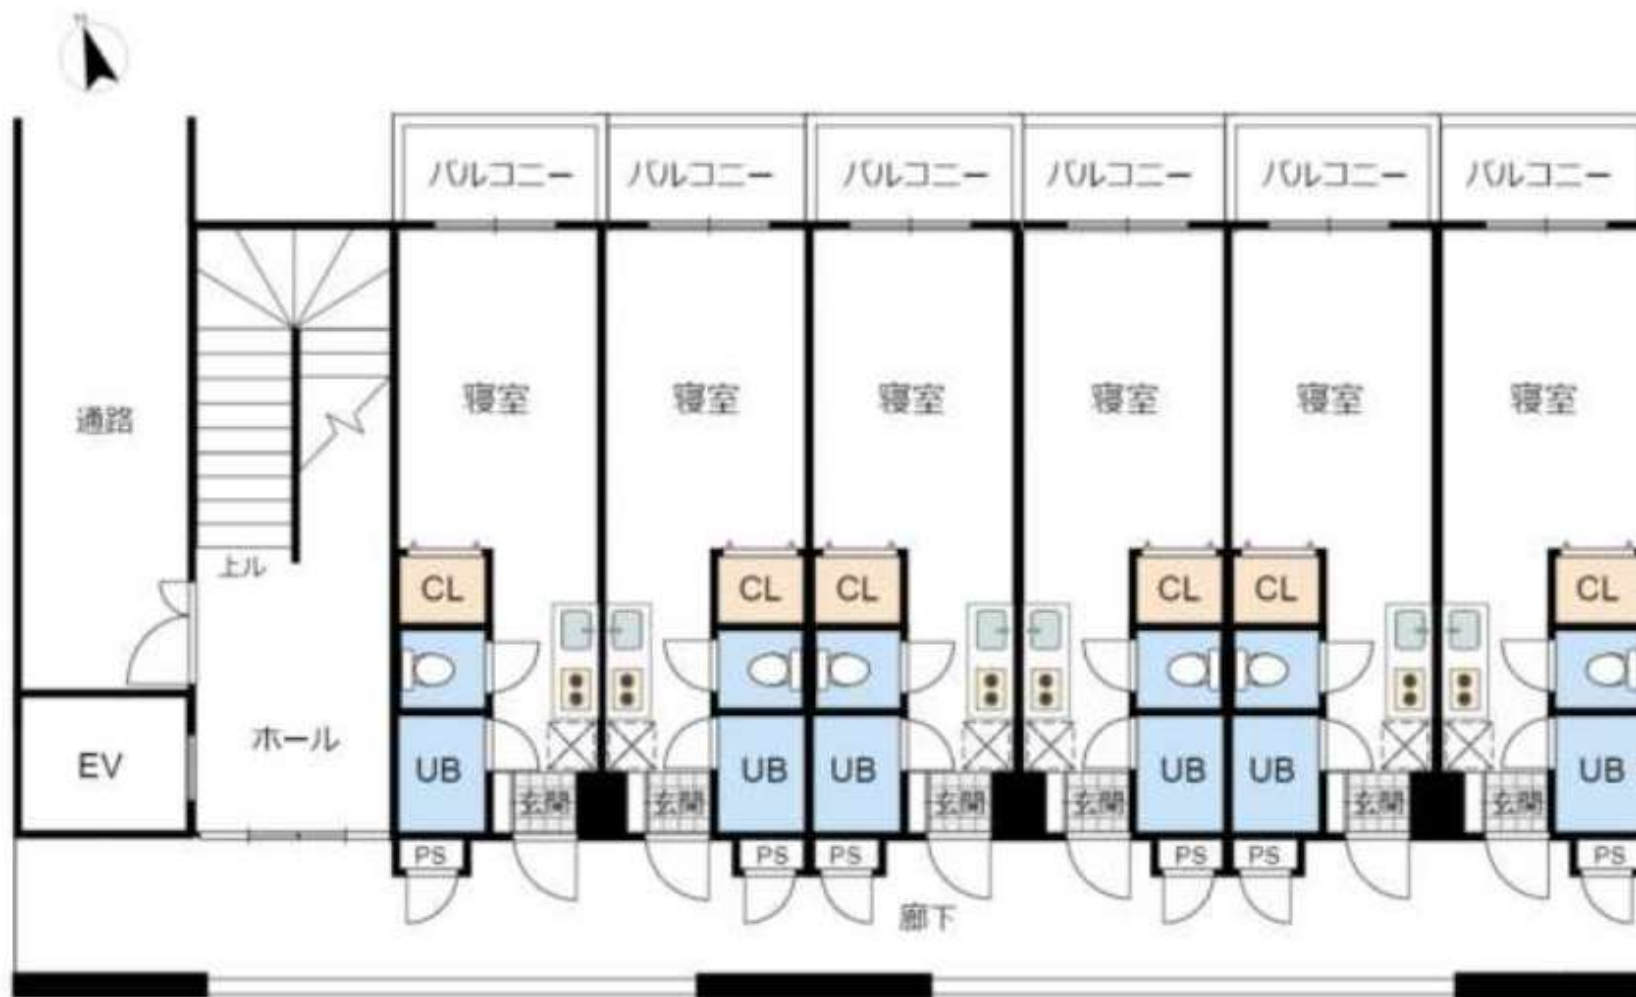 バルコニー バルコニー バルコニー バルコニー バルコニー バルコニー
通路 寝室 寝室 寝室 寝室 寝室 寝室
上ル CL CL CL CL CL CL
EV ホール UB UB UB UB UB UB
玄関 玄関 玄関 玄関 玄関 玄関
PS PS PS PS PS PS
廊下